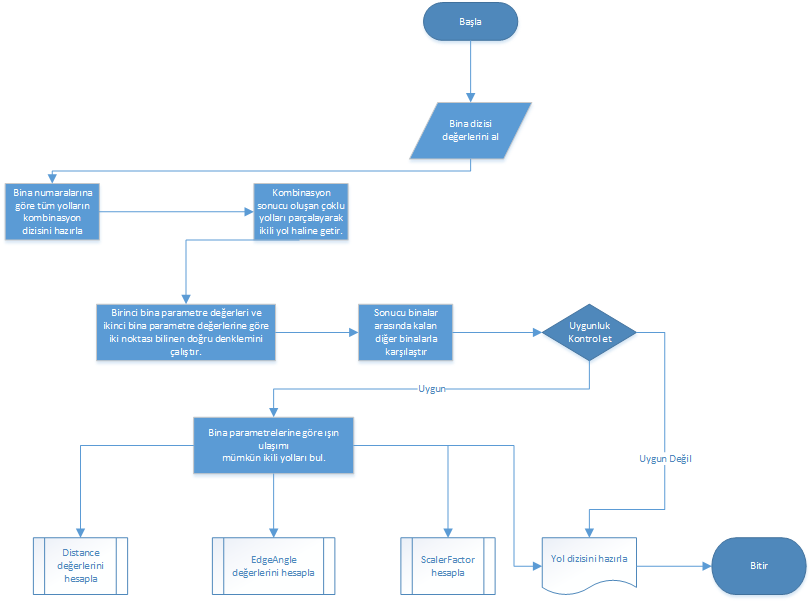 Başla
Bina dizisi
değerlerini al
Bina numaralarına
göre tüm yolların
kombinasyon
dizisini hazırla
Kombinasyon
sonucu oluşan çoklu
yolları parçalayarak
ikili yol haline getir.
Birinci bina parametre değerleri ve
ikinci bina parametre değerlerine göre
iki noktası bilinen doğru denklemini
çalıştır.
Sonucu binalar
arasında kalan
diğer binalarla
karşılaştır
Uygunluk
Kontrol et
Uygun
Bina parametrelerine göre ışın
ulaşımı
mümkün ikili yolları bul.
Uygun Değil
Distance
değerlerini
hesapla
EdgeAngle
değerlerini hesapla
ScalerFactor
hesapla
Yol dizisini hazırla
Bitir